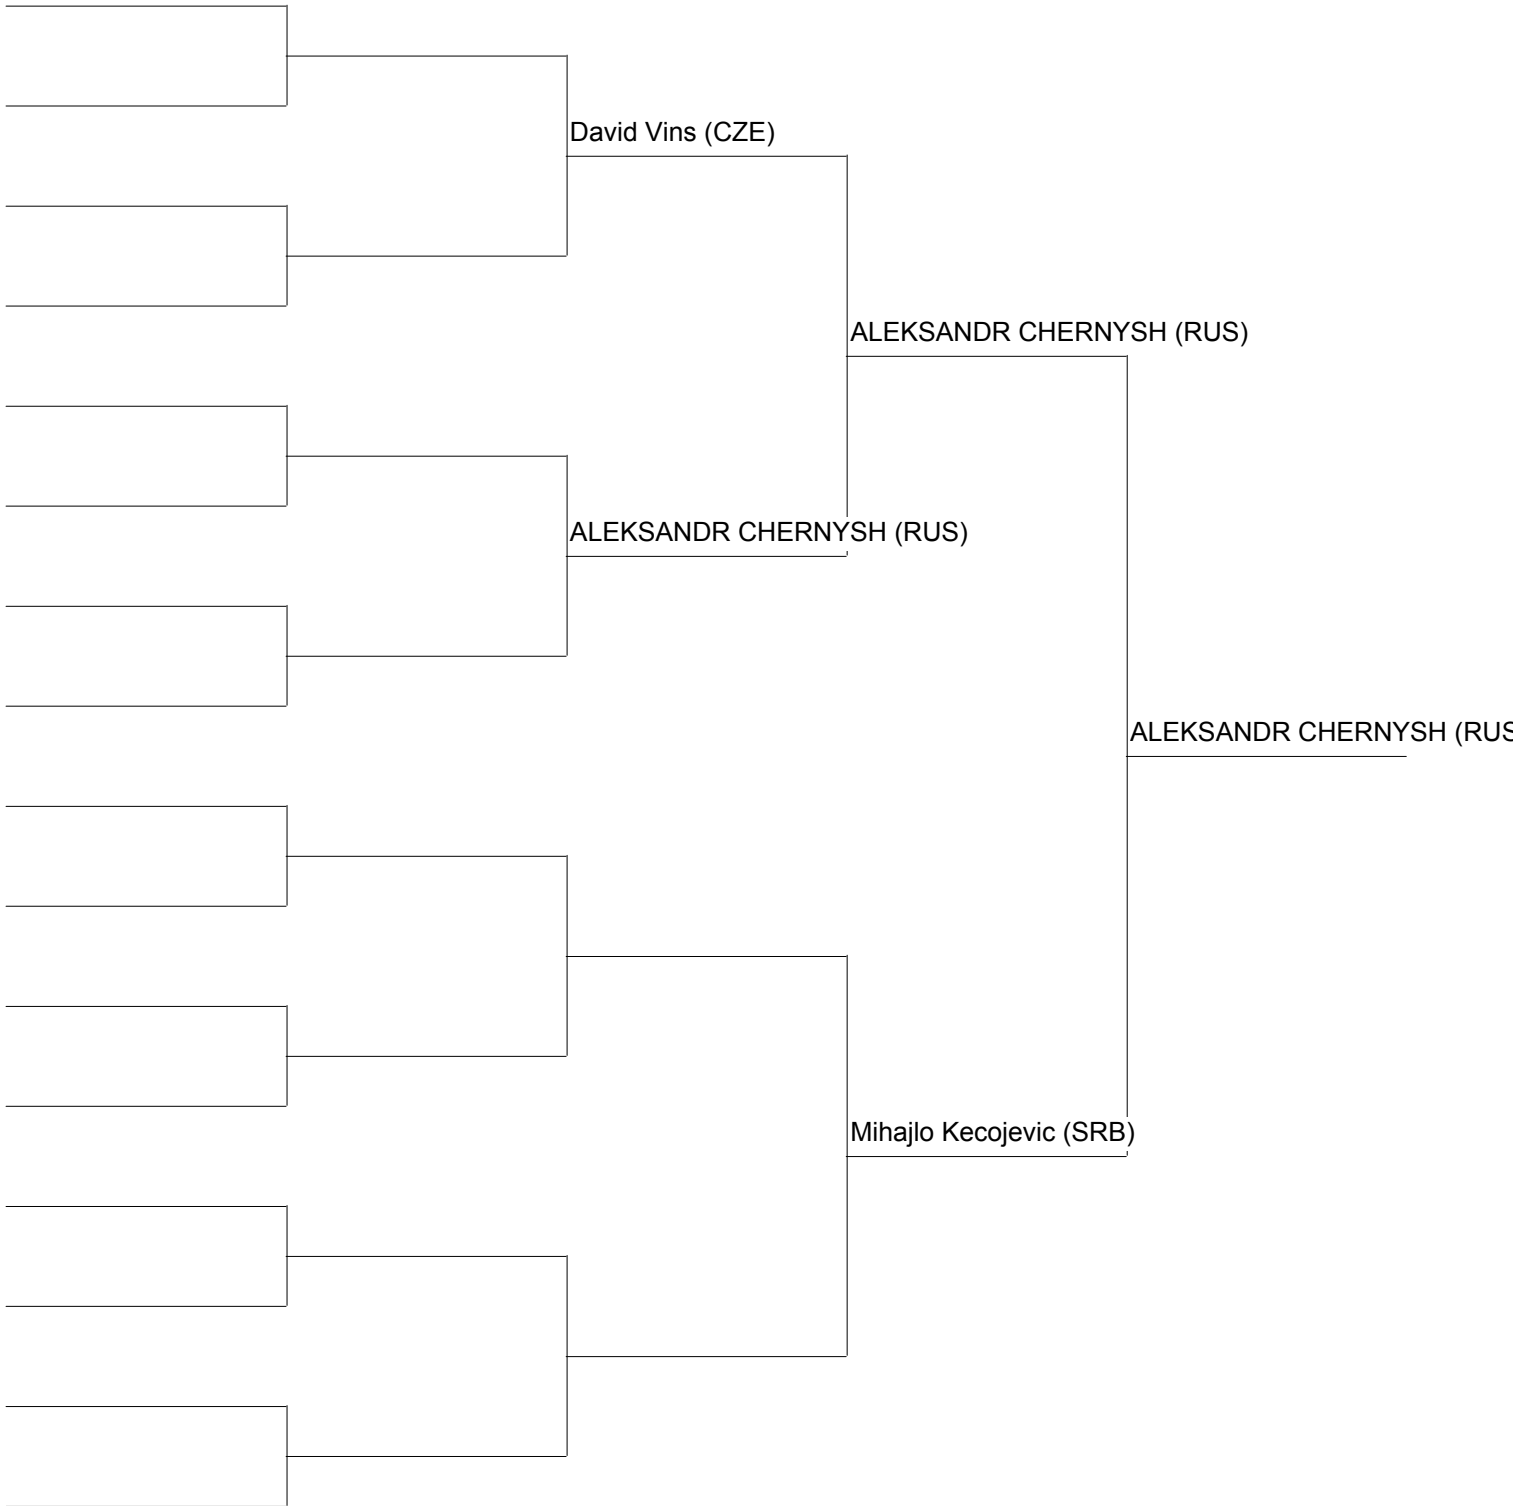 David Vins (CZE)
ALEKSANDR CHERNYSH (RUS)
ALEKSANDR CHERNYSH (RUS)
ALEKSANDR CHERNYSH (RUS
Mihajlo Kecojevic (SRB)